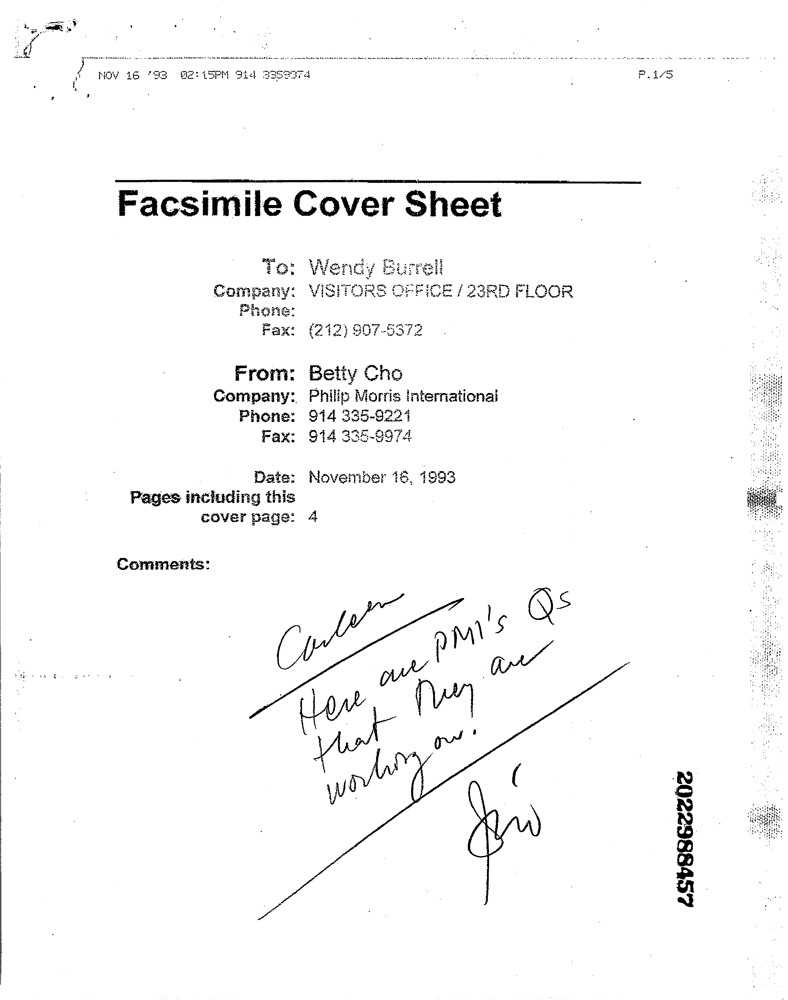 NOV 16 '93 02:15PM 914 3359974 P.1/5
Facsimile Cover Sheet
To: Wendy Burrell
Company: VISITORS OFFICE / 23RD FLOOR
Phone:
Fax: (212) 907-5372
From: Betty Cho
Company: Philip Morris International
Phone: 914 335-9221
Fax: 914 335-9974
Date: November 16, 1993
Pages including this
cover page: 4
Comments:
Here are PMI's Qs
that they are
working on!
2022988457